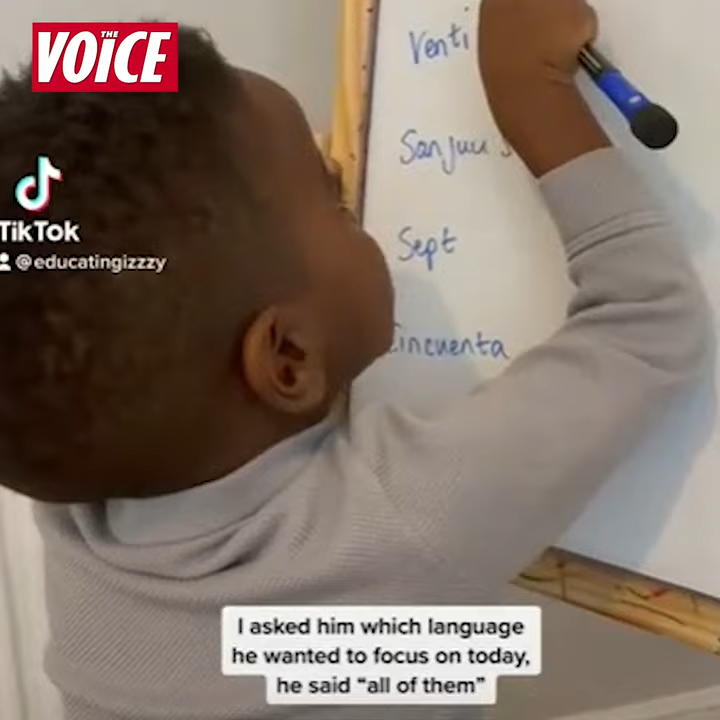 THE
VOICE
TikTok
@educatingizzzy
Venti
Sanjuu
Sept
Cincuenta
I asked him which language
he wanted to focus on today,
he said “all of them”